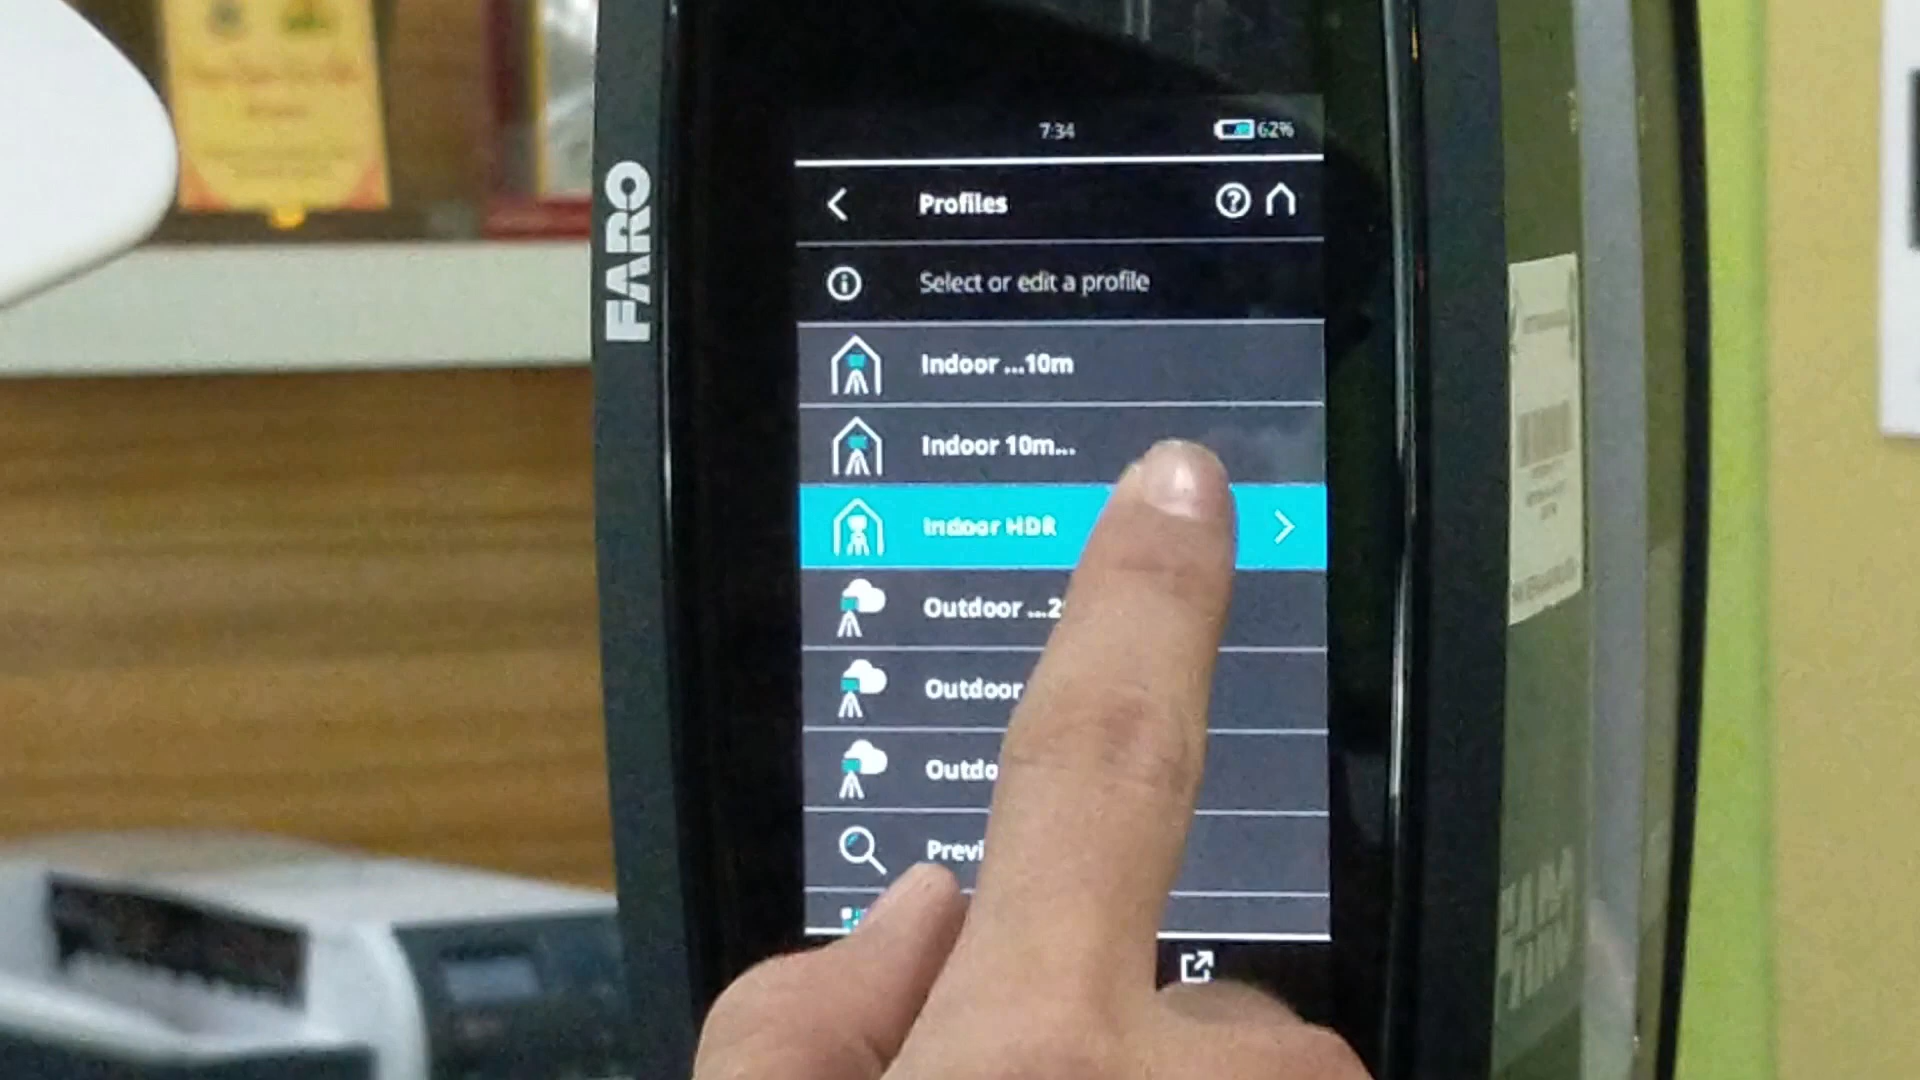 7:34 62%
FARO
Profiles
Select or edit a profile
Indoor ...10m
Indoor 10m...
Indoor HDR
Outdoor ...2
Outdoor
Outdo
Previ